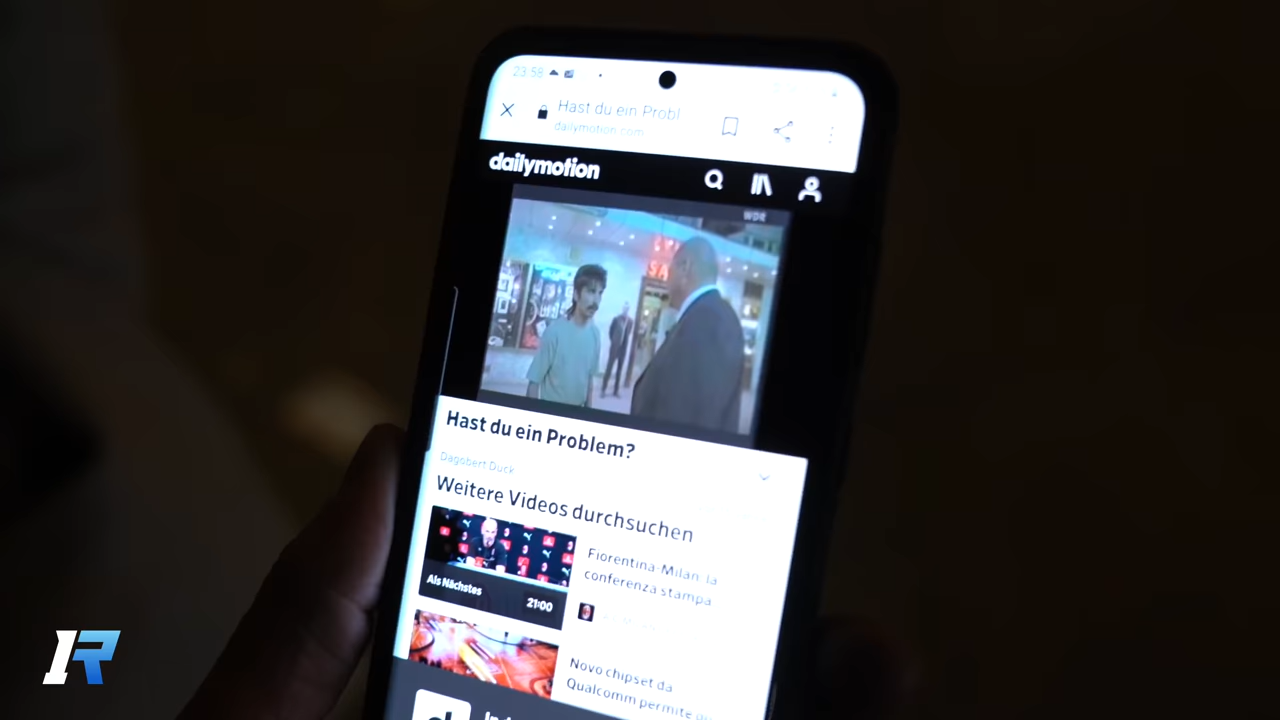 23:58
Hast du ein Probl
dailymotion.com
dailymotion
WDR
Hast du ein Problem?
Dagobert Duck
Weitere Videos durchsuchen
Fiorentina-Milan: la
conferenza stampa
Als Nächstes
21:00
Novo chipset da
Qualcomm permite
IR